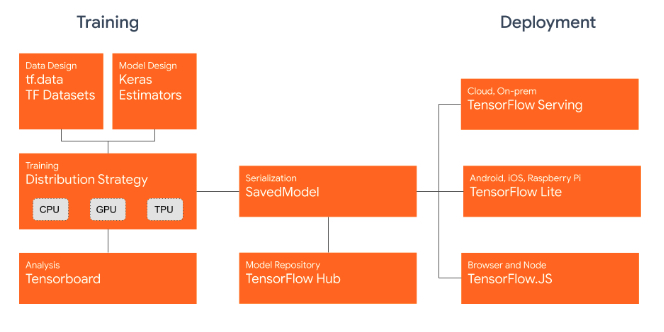 Training
Deployment
Data Design
tf.data
TF Datasets
Model Design
Keras
Estimators
Training
Distribution Strategy
CPU
GPU
TPU
Analysis
Tensorboard
Serialization
SavedModel
Model Repository
TensorFlow Hub
Cloud, On-prem
TensorFlow Serving
Android, iOS, Raspberry Pi
TensorFlow Lite
Browser and Node
TensorFlow.JS